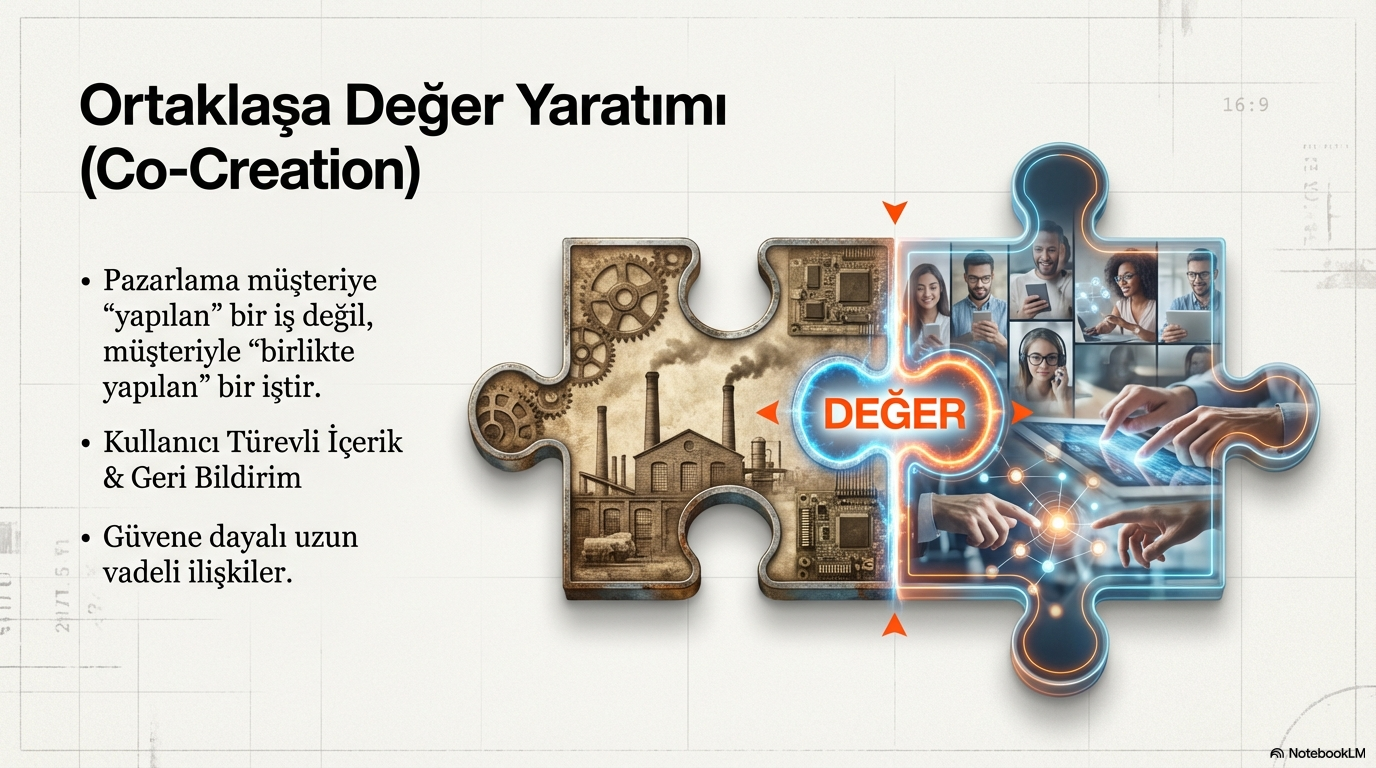 Ortaklaşa Değer Yaratımı
(Co-Creation)
16:9
• Pazarlama müşteriye
“yapılan” bir iş değil,
müşteriyle “birlikte
yapılan” bir iştir.
• Kullanıcı Türevli İçerik
& Geri Bildirim
• Güvene dayalı uzun
vadeli ilişkiler.
DEĞER
NotebookLM